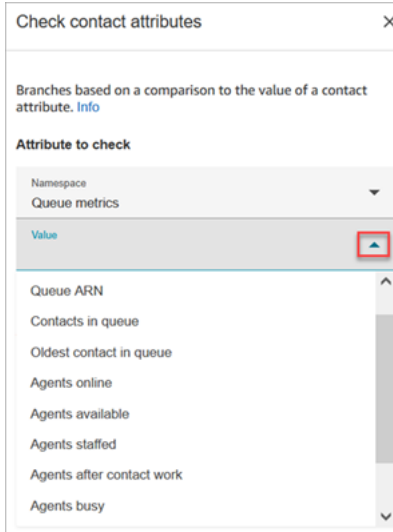 Check contact attributes
Branches based on a comparison to the value of a contact
attribute. Info
Attribute to check
Namespace
Queue metrics
Value
Queue ARN
Contacts in queue
Oldest contact in queue
Agents online
Agents available
Agents staffed
Agents after contact work
Agents busy